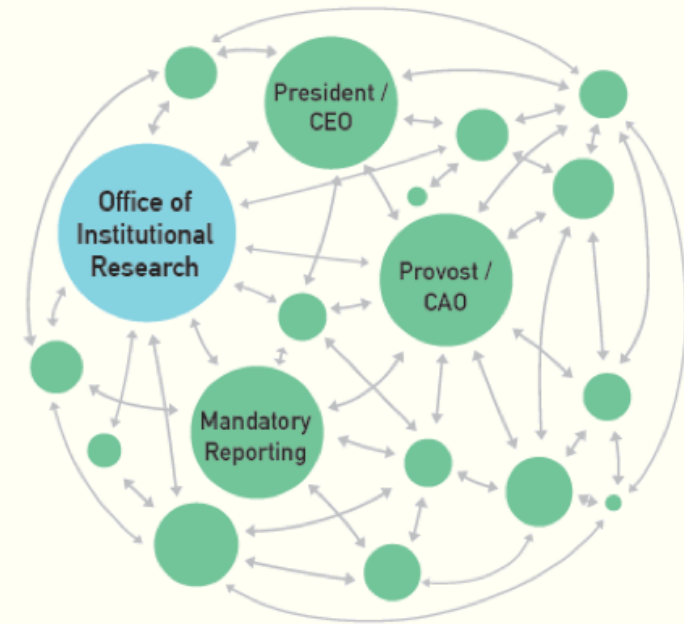 President /
CEO
Office of
Institutional
Research
Provost /
CAO
Mandatory
Reporting